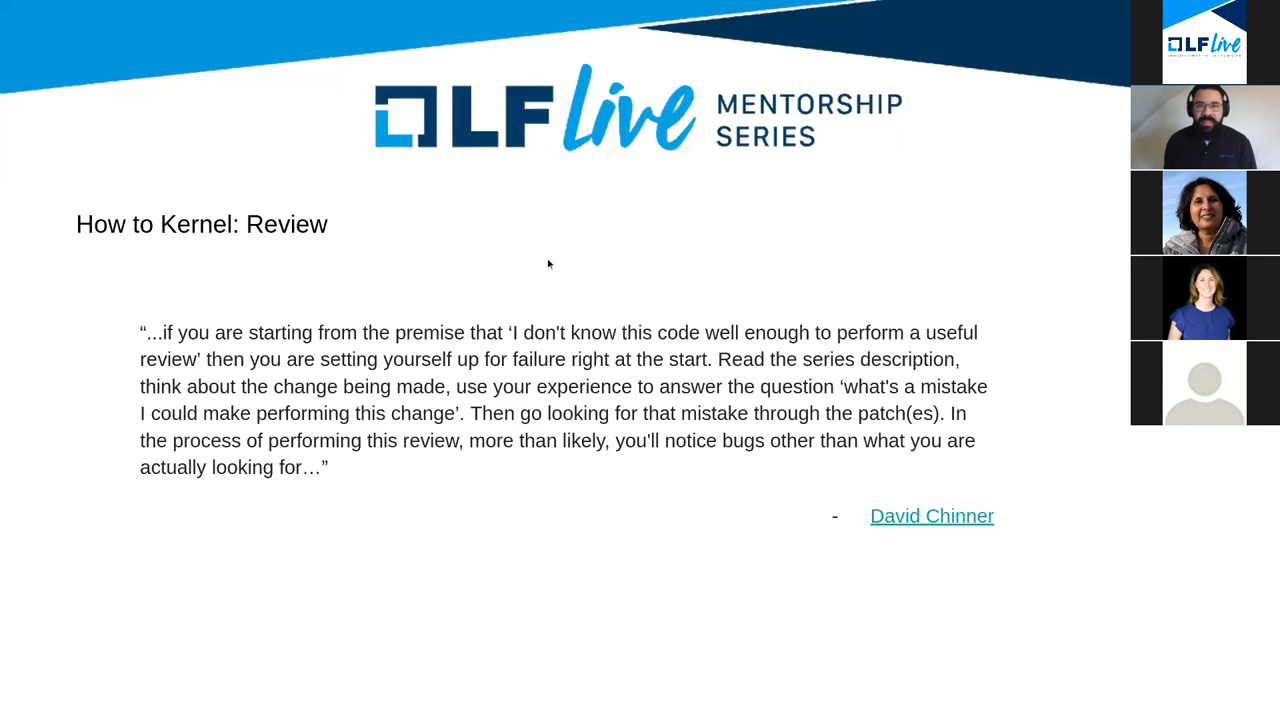 LF Live MENTORSHIP
SERIES
LF Live
How to Kernel: Review
“...if you are starting from the premise that ‘I don't know this code well enough to perform a useful
review’ then you are setting yourself up for failure right at the start. Read the series description,
think about the change being made, use your experience to answer the question ‘what's a mistake
I could make performing this change’. Then go looking for that mistake through the patch(es). In
the process of performing this review, more than likely, you'll notice bugs other than what you are
actually looking for…”
- David Chinner